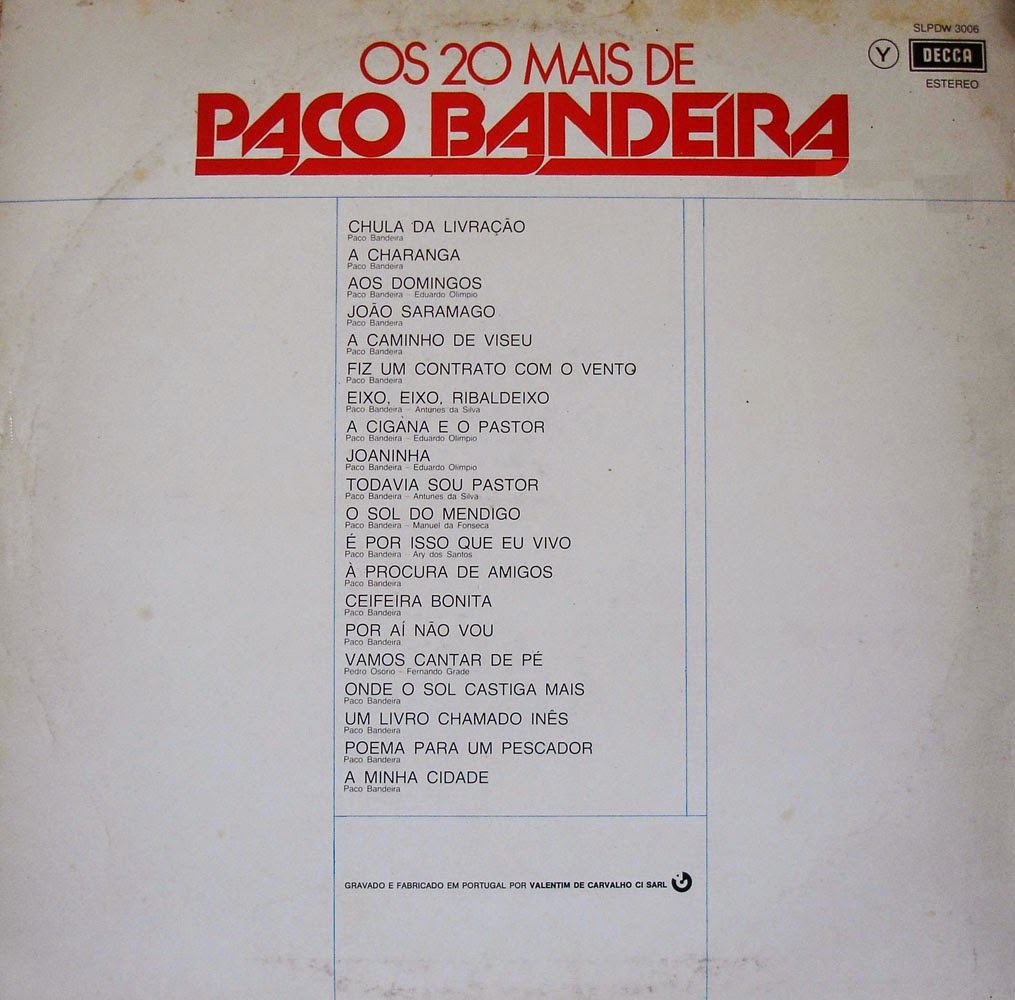 SLPDW 3006
Y DECCA
ESTEREO
OS 20 MAIS DE
PACO BANDEIRA
CHULA DA LIVRAÇÃO
Paco Bandeira
A CHARANGA
Paco Bandeira
AOS DOMINGOS
Paco Bandeira – Eduardo Olimpio
JOÃO SARAMAGO
Paco Bandeira
A CAMINHO DE VISEU
Paco Bandeira
FIZ UM CONTRATO COM O VENTO
Paco Bandeira
EIXO, EIXO, RIBALDEIXO
Paco Bandeira – Antunes da Silva
A CIGANA E O PASTOR
Paco Bandeira – Eduardo Olimpio
JOANINHA
Paco Bandeira – Eduardo Olimpio
TODAVIA SOU PASTOR
Paco Bandeira – Antunes da Silva
O SOL DO MENDIGO
Paco Bandeira – Manuel da Fonseca
É POR ISSO QUE EU VIVO
Paco Bandeira – Ary dos Santos
À PROCURA DE AMIGOS
Paco Bandeira
CEIFEIRA BONITA
Paco Bandeira
POR AÍ NÃO VOU
Paco Bandeira
VAMOS CANTAR DE PÉ
Pedro Osorio – Fernando Grade
ONDE O SOL CASTIGA MAIS
Paco Bandeira
UM LIVRO CHAMADO INÊS
Paco Bandeira
POEMA PARA UM PESCADOR
Paco Bandeira
A MINHA CIDADE
Paco Bandeira
GRAVADO E FABRICADO EM PORTUGAL POR VALENTIM DE CARVALHO CI SARL